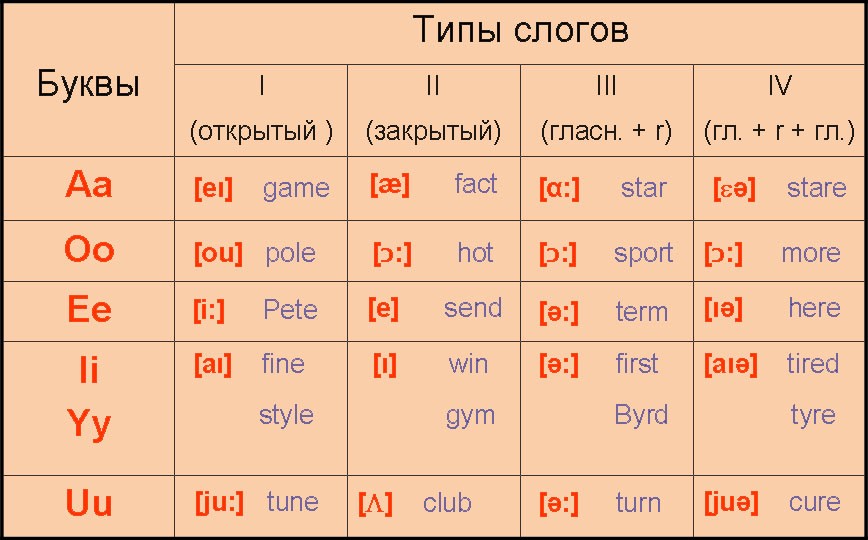 Буквы
Типы слогов
I II III IV
(открытый ) (закрытый) (гласн. + r) (гл. + r + гл.)
Aa [eɪ] game [æ] fact [ɑ:] star [ɛə] stare
Oo [ou] pole [ɔ:] hot [ɔ:] sport [ɔ:] more
Ee [i:] Pete [e] send [ə:] term [ɪə] here
Ii [aɪ] fine [ɪ] win [ə:] first [aɪə] tired
Yy style gym Byrd tyre
Uu [ju:] tune [Λ] club [ə:] turn [juə] cure